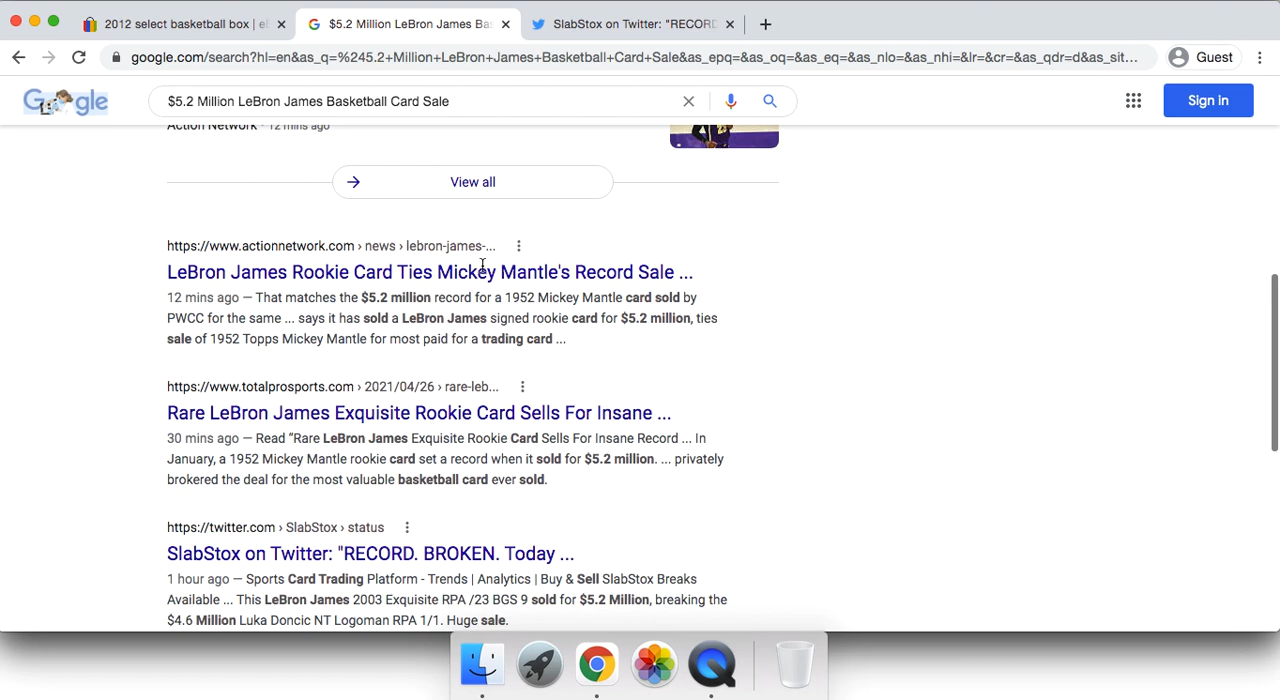 2012 select basketball box | el
$5.2 Million LeBron James Bas
SlabStox on Twitter: "RECORD
google.com/search?hl=en&as_q=%245.2+Million+LeBron+James+Basketball+Card+Sale&as_epq=&as_oq=&as_eq=&as_nlo=&as_nhi=&lr=&cr=&as_qdr=d&as_sit...
Guest
Google
$5.2 Million LeBron James Basketball Card Sale
Sign in
Action Network · 12 mins ago
View all
https://www.actionnetwork.com › news › lebron-james-...
LeBron James Rookie Card Ties Mickey Mantle's Record Sale ...
12 mins ago — That matches the $5.2 million record for a 1952 Mickey Mantle card sold by
PWCC for the same ... says it has sold a LeBron James signed rookie card for $5.2 million, ties
sale of 1952 Topps Mickey Mantle for most paid for a trading card ...
https://www.totalprosports.com › 2021/04/26 › rare-leb...
Rare LeBron James Exquisite Rookie Card Sells For Insane ...
30 mins ago — Read “Rare LeBron James Exquisite Rookie Card Sells For Insane Record ... In
January, a 1952 Mickey Mantle rookie card set a record when it sold for $5.2 million. ... privately
brokered the deal for the most valuable basketball card ever sold.
https://twitter.com › SlabStox › status
SlabStox on Twitter: "RECORD. BROKEN. Today ...
1 hour ago — Sports Card Trading Platform - Trends | Analytics | Buy & Sell SlabStox Breaks
Available ... This LeBron James 2003 Exquisite RPA /23 BGS 9 sold for $5.2 Million, breaking the
$4.6 Million Luka Doncic NT Logoman RPA 1/1. Huge sale.